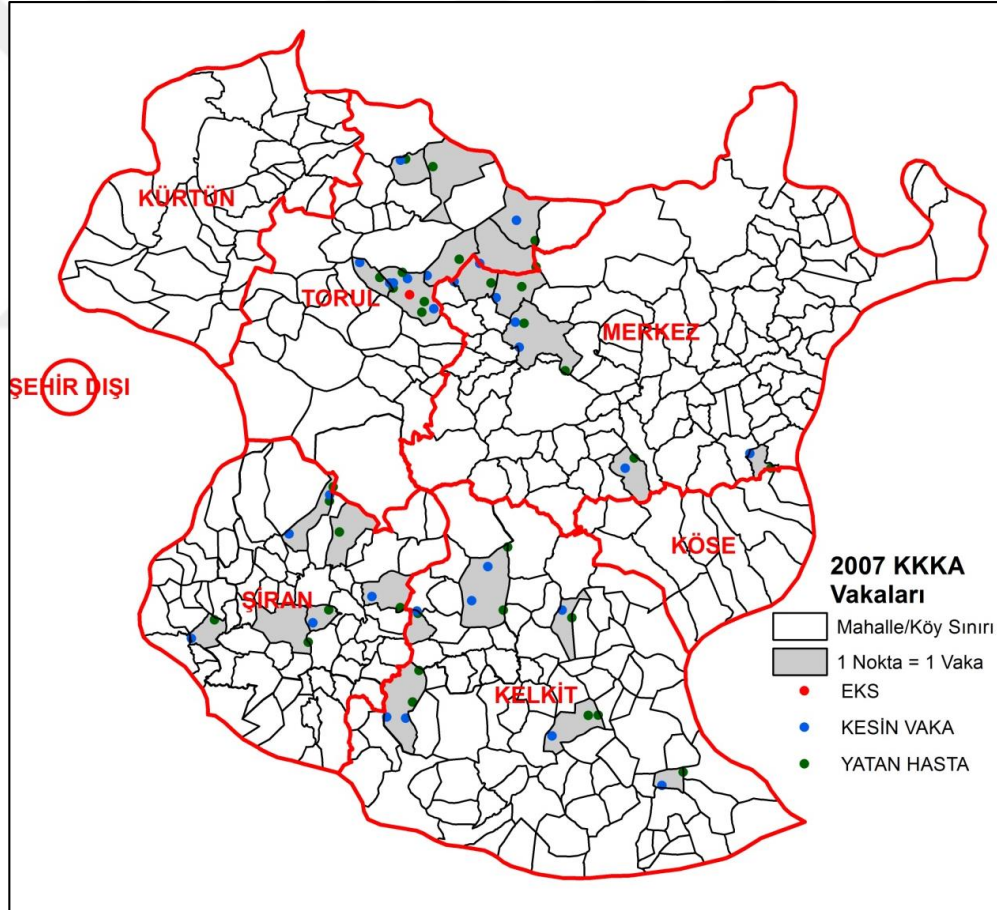 KÜRTÜN
TORUL
MERKEZ
ŞEHİR DIŞI
KÖSE
ŞİRAN
KELKİT
2007 KKKA
Vakaları
Mahalle/Köy Sınırı
1 Nokta = 1 Vaka
EKS
KESİN VAKA
YATAN HASTA